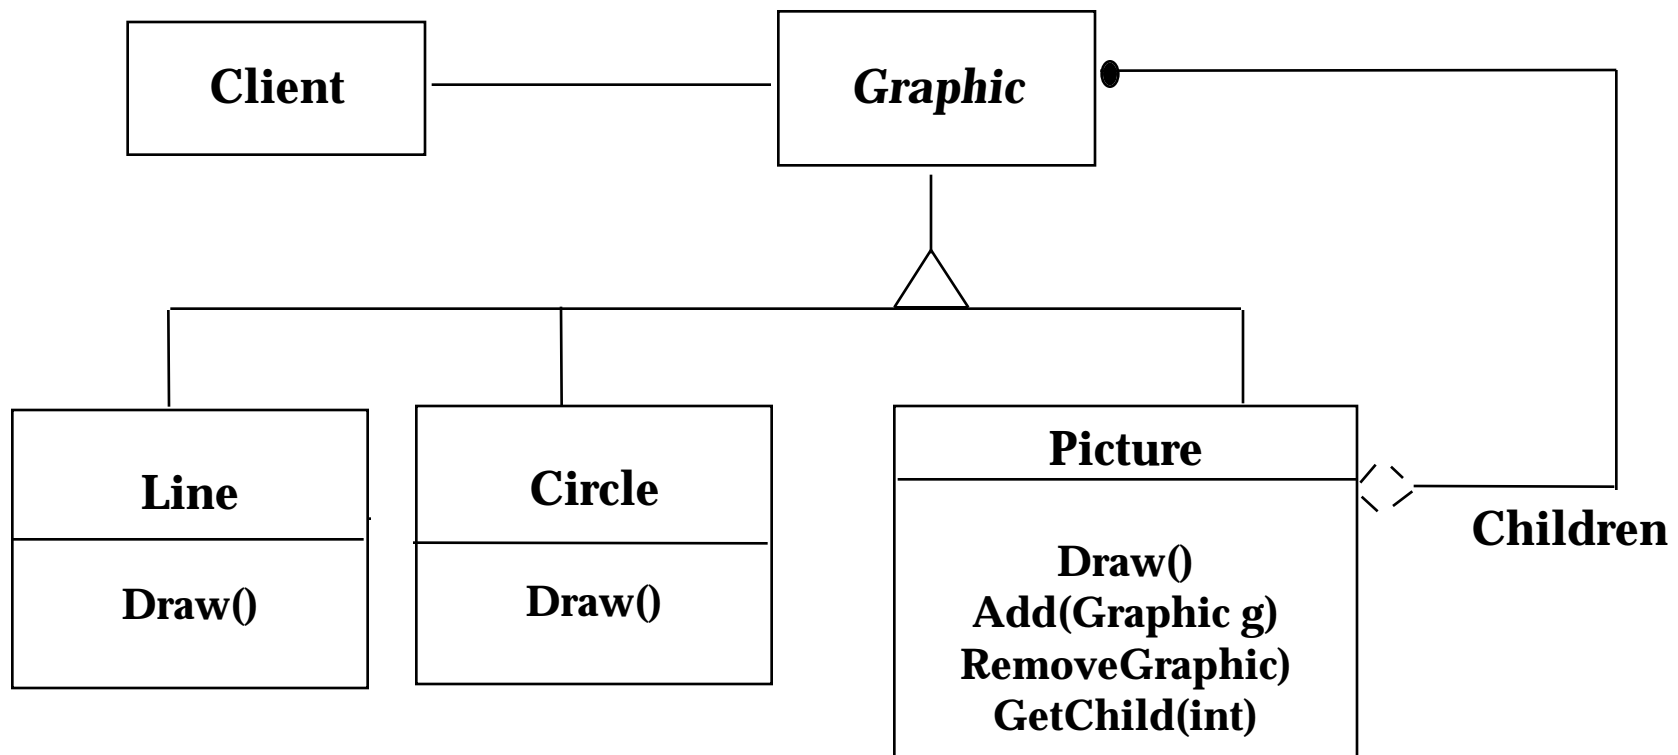 Client
Graphic
Line
Draw()
Circle
Draw()
Picture
Draw()
Add(Graphic g)
RemoveGraphic)
GetChild(int)
Children